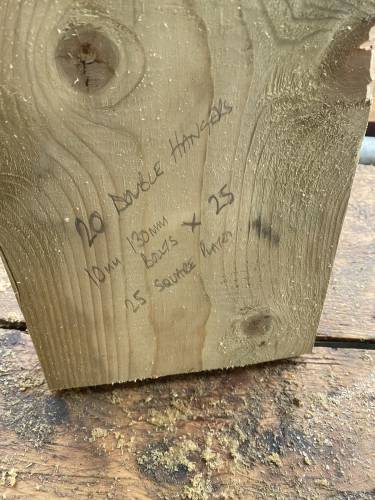 20 DOUBLE HANGERS
10mm 130mm
BOLTS x 25
25 SQUARE PLATES